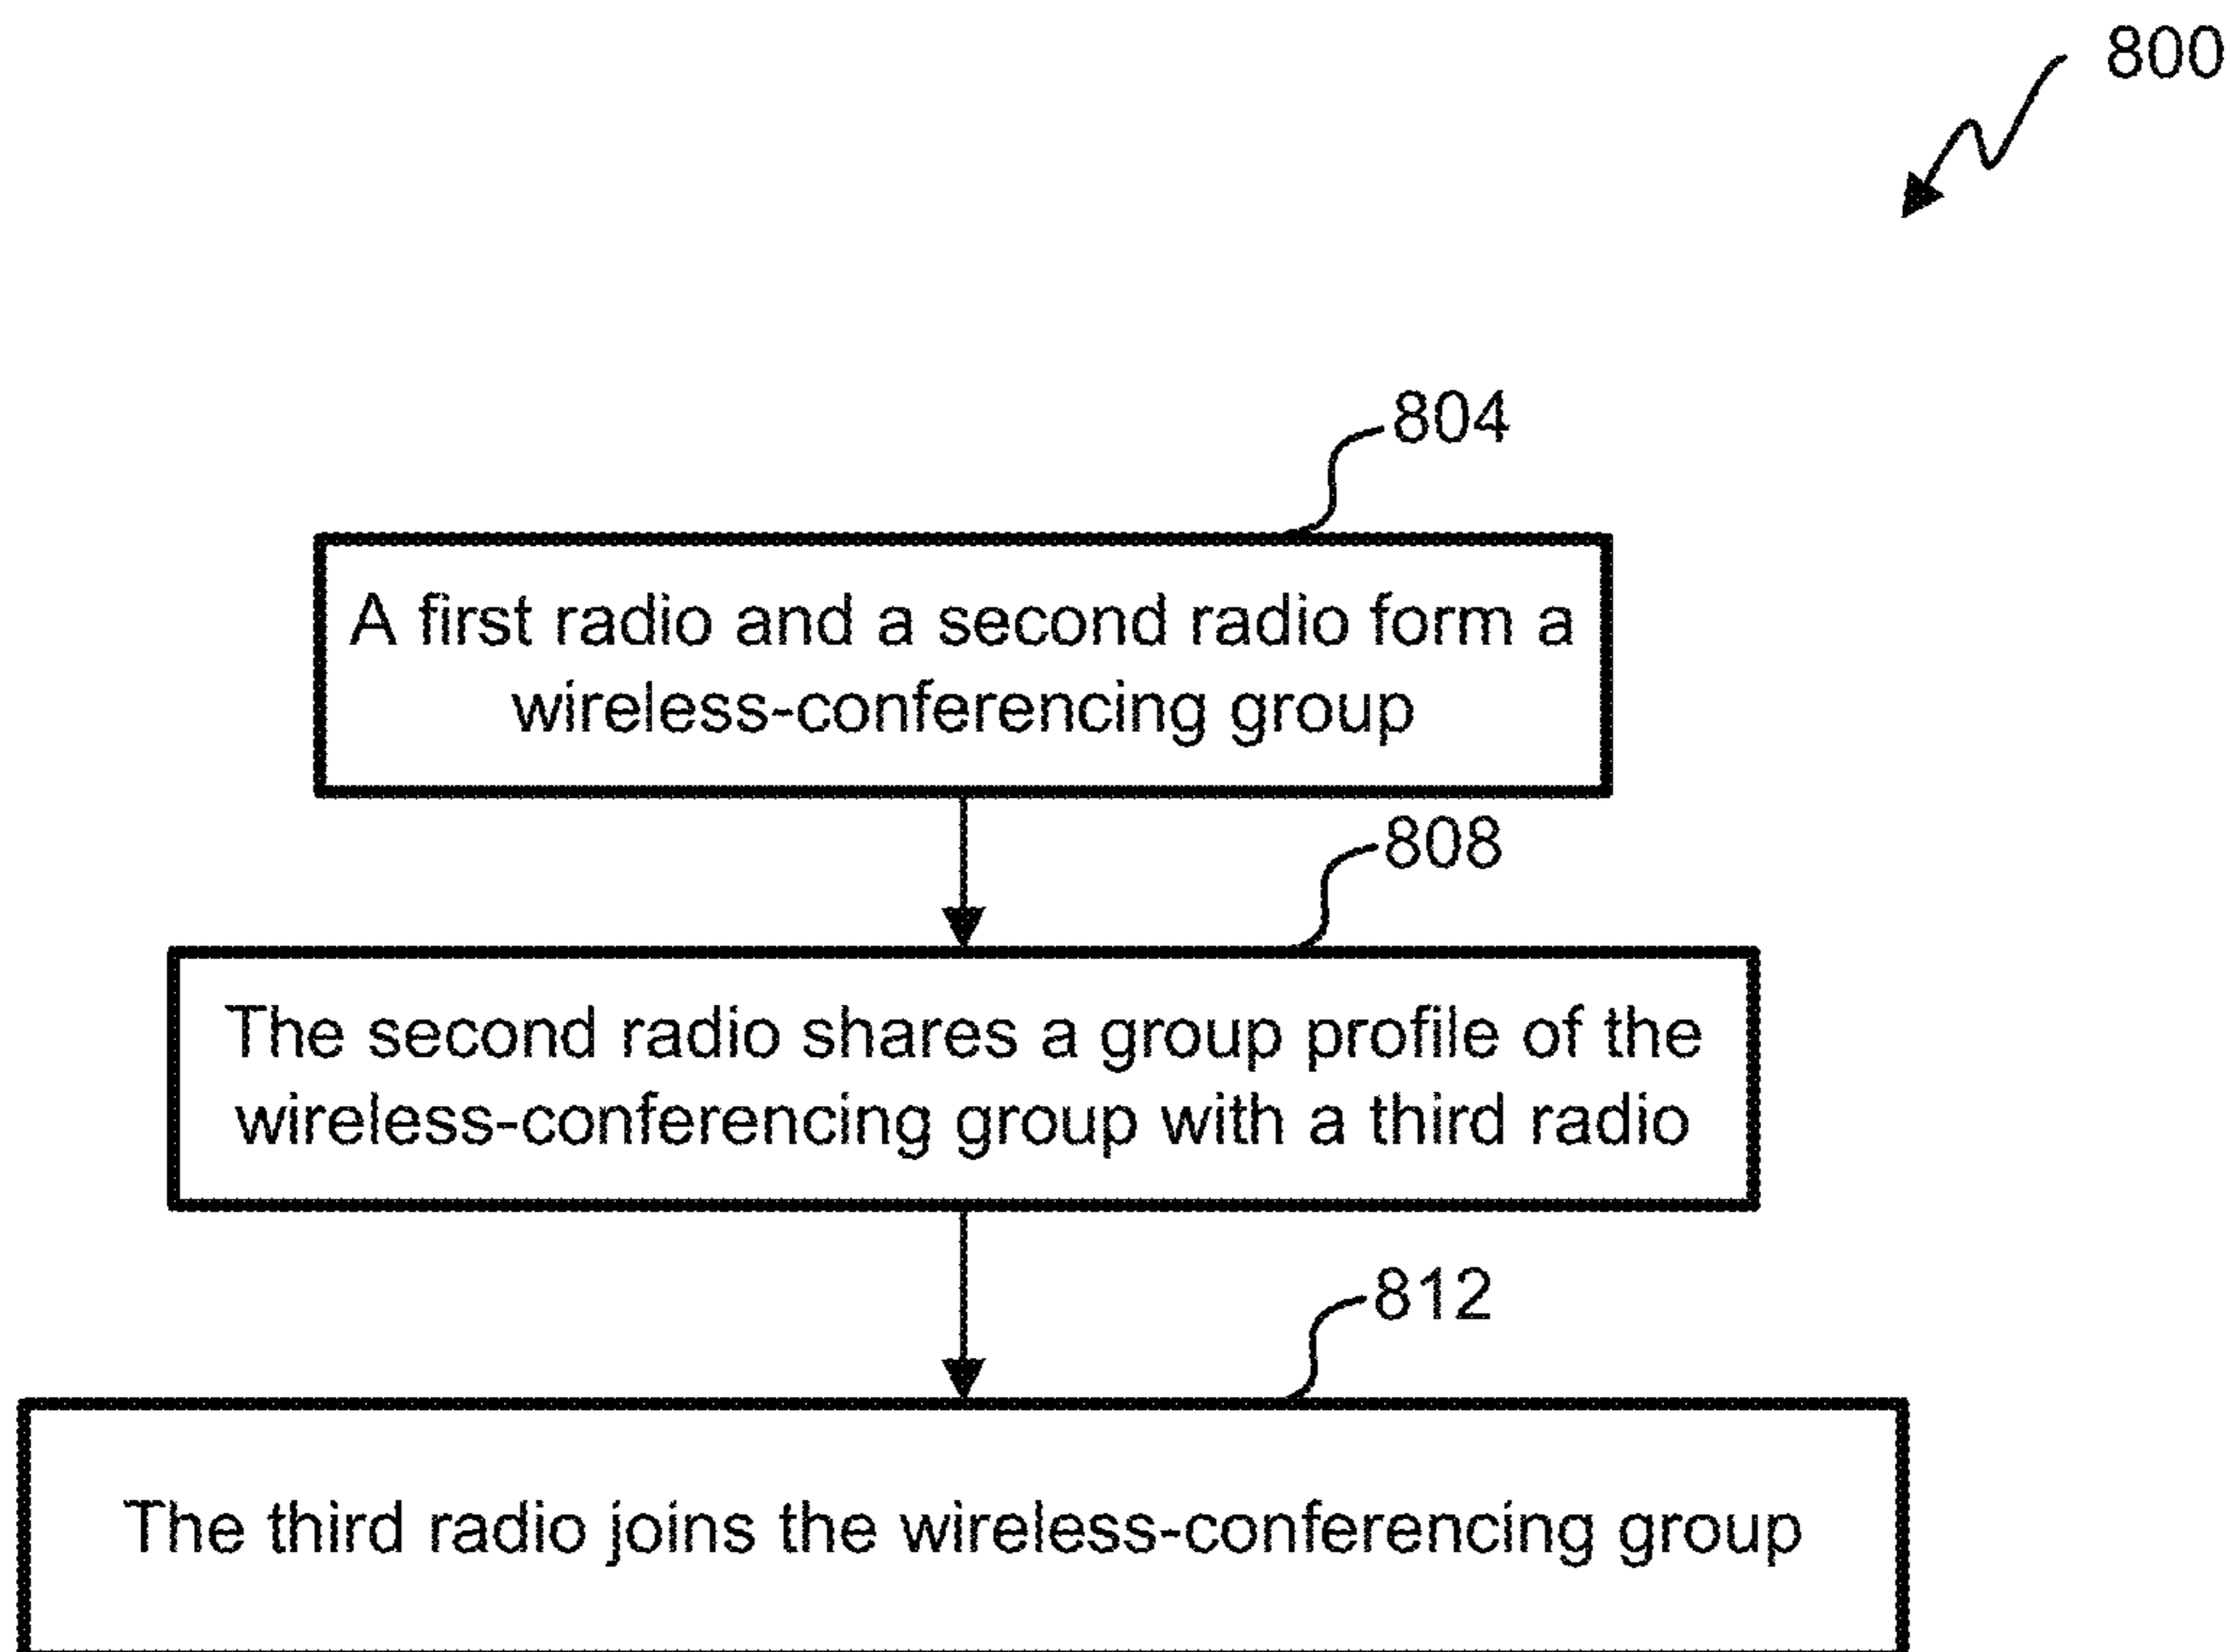 800
804
A first radio and a second radio form a
wireless-conferencing group
808
The second radio shares a group profile of the
wireless-conferencing group with a third radio
812
The third radio joins the wireless-conferencing group